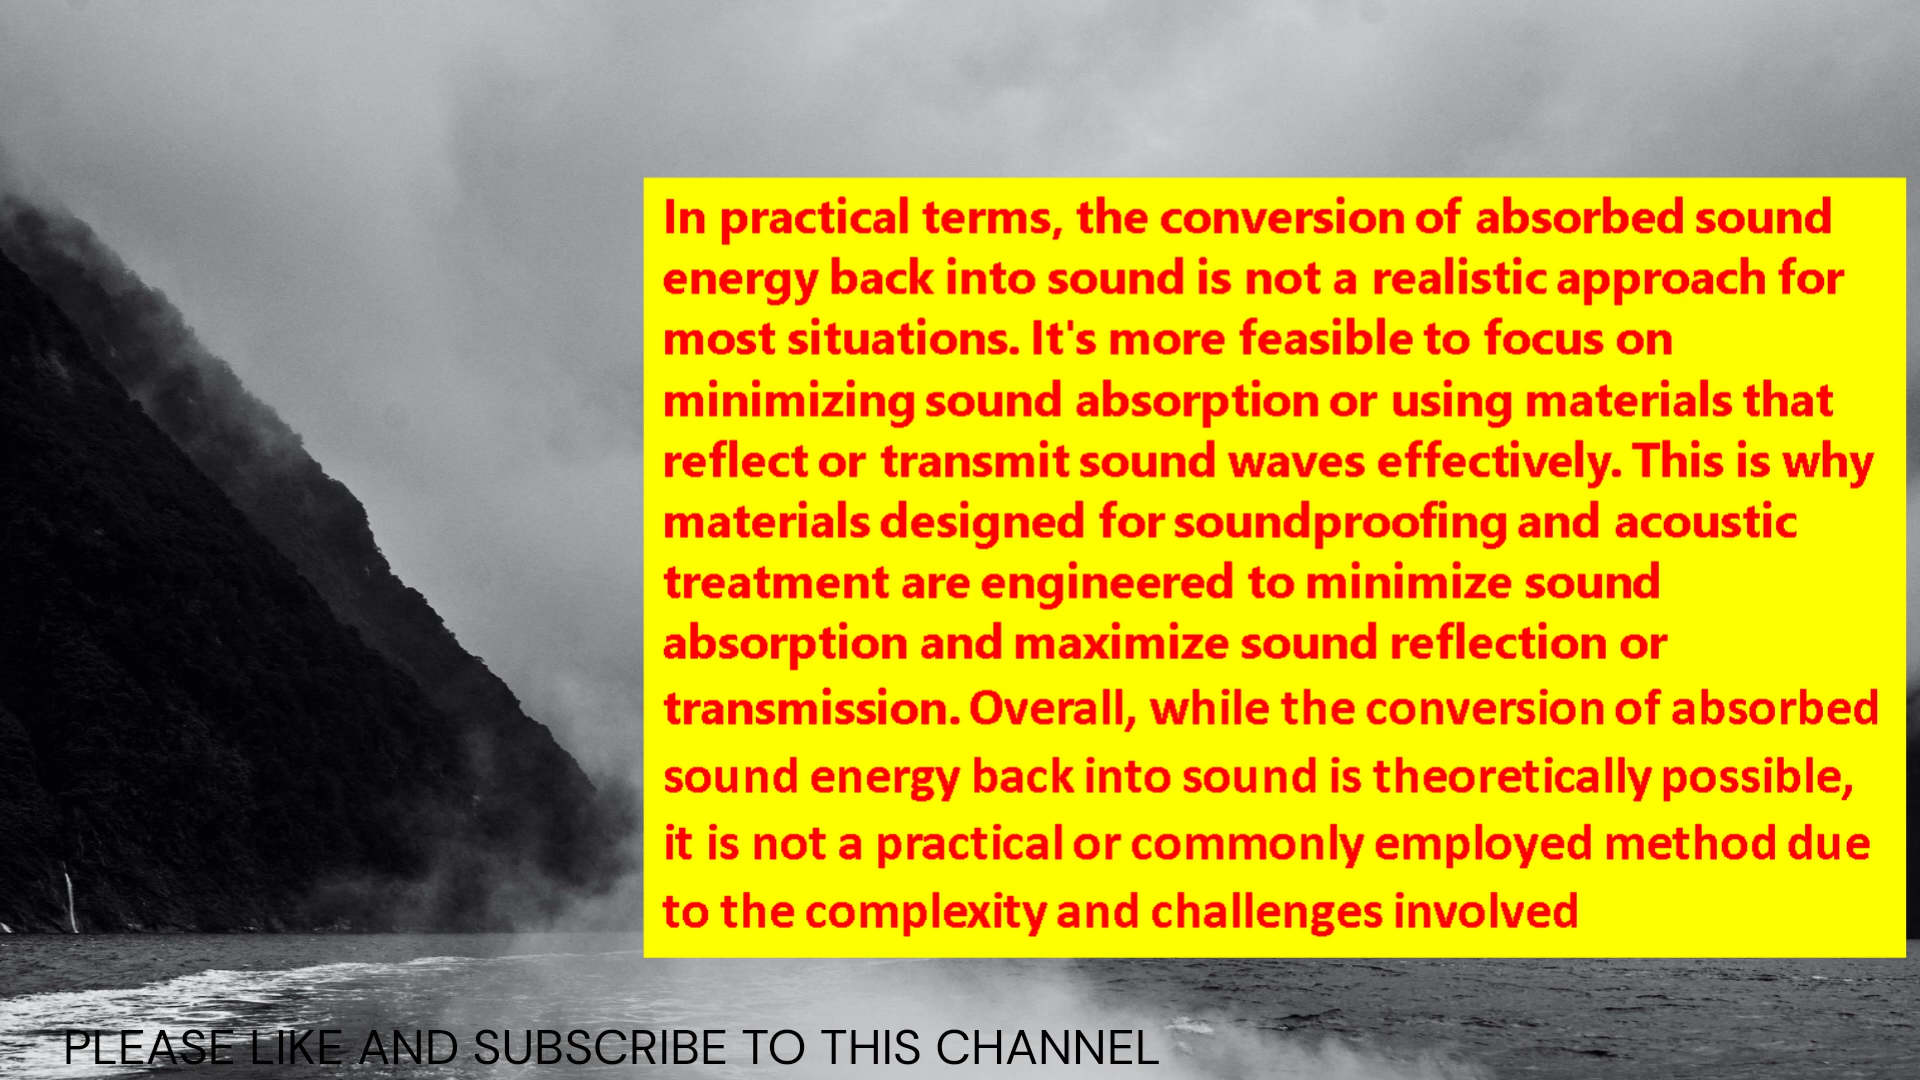 In practical terms, the conversion of absorbed sound
energy back into sound is not a realistic approach for
most situations. It's more feasible to focus on
minimizing sound absorption or using materials that
reflect or transmit sound waves effectively. This is why
materials designed for soundproofing and acoustic
treatment are engineered to minimize sound
absorption and maximize sound reflection or
transmission. Overall, while the conversion of absorbed
sound energy back into sound is theoretically possible,
it is not a practical or commonly employed method due
to the complexity and challenges involved
PLEASE LIKE AND SUBSCRIBE TO THIS CHANNEL